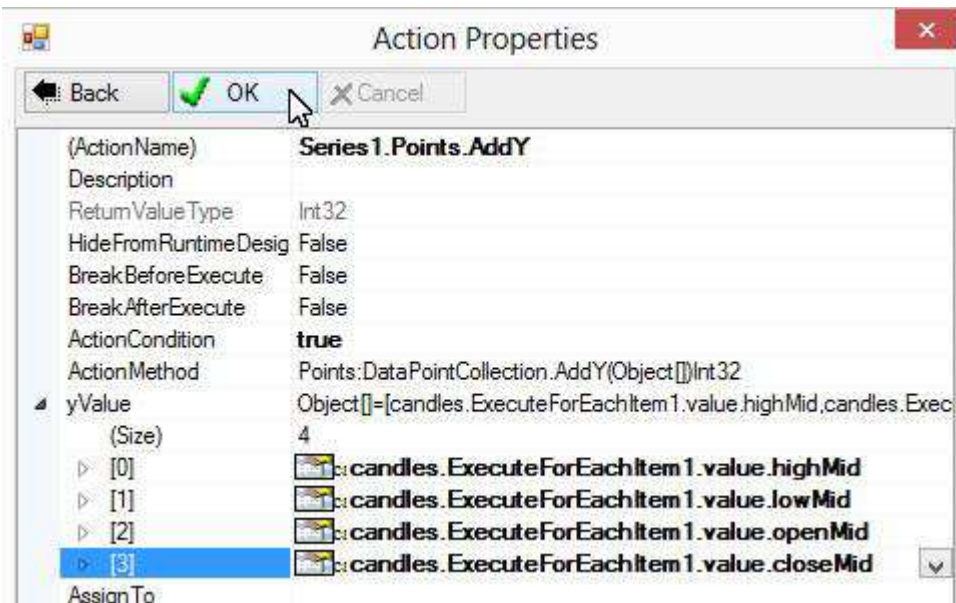 Action Properties
Back OK Cancel
(ActionName) Series1.Points.AddY
Description
ReturnValueType Int32
HideFromRuntimeDesig False
BreakBeforeExecute False
BreakAfterExecute False
ActionCondition true
ActionMethod Points:DataPointCollection.AddY(Object[])Int32
yValue Object[]=[candles.ExecuteForEachItem1.value.highMid,candles.Exec
(Size) 4
[0] candles.ExecuteForEachItem1.value.highMid
[1] candles.ExecuteForEachItem1.value.lowMid
[2] candles.ExecuteForEachItem1.value.openMid
[3] candles.ExecuteForEachItem1.value.closeMid
AssignTo